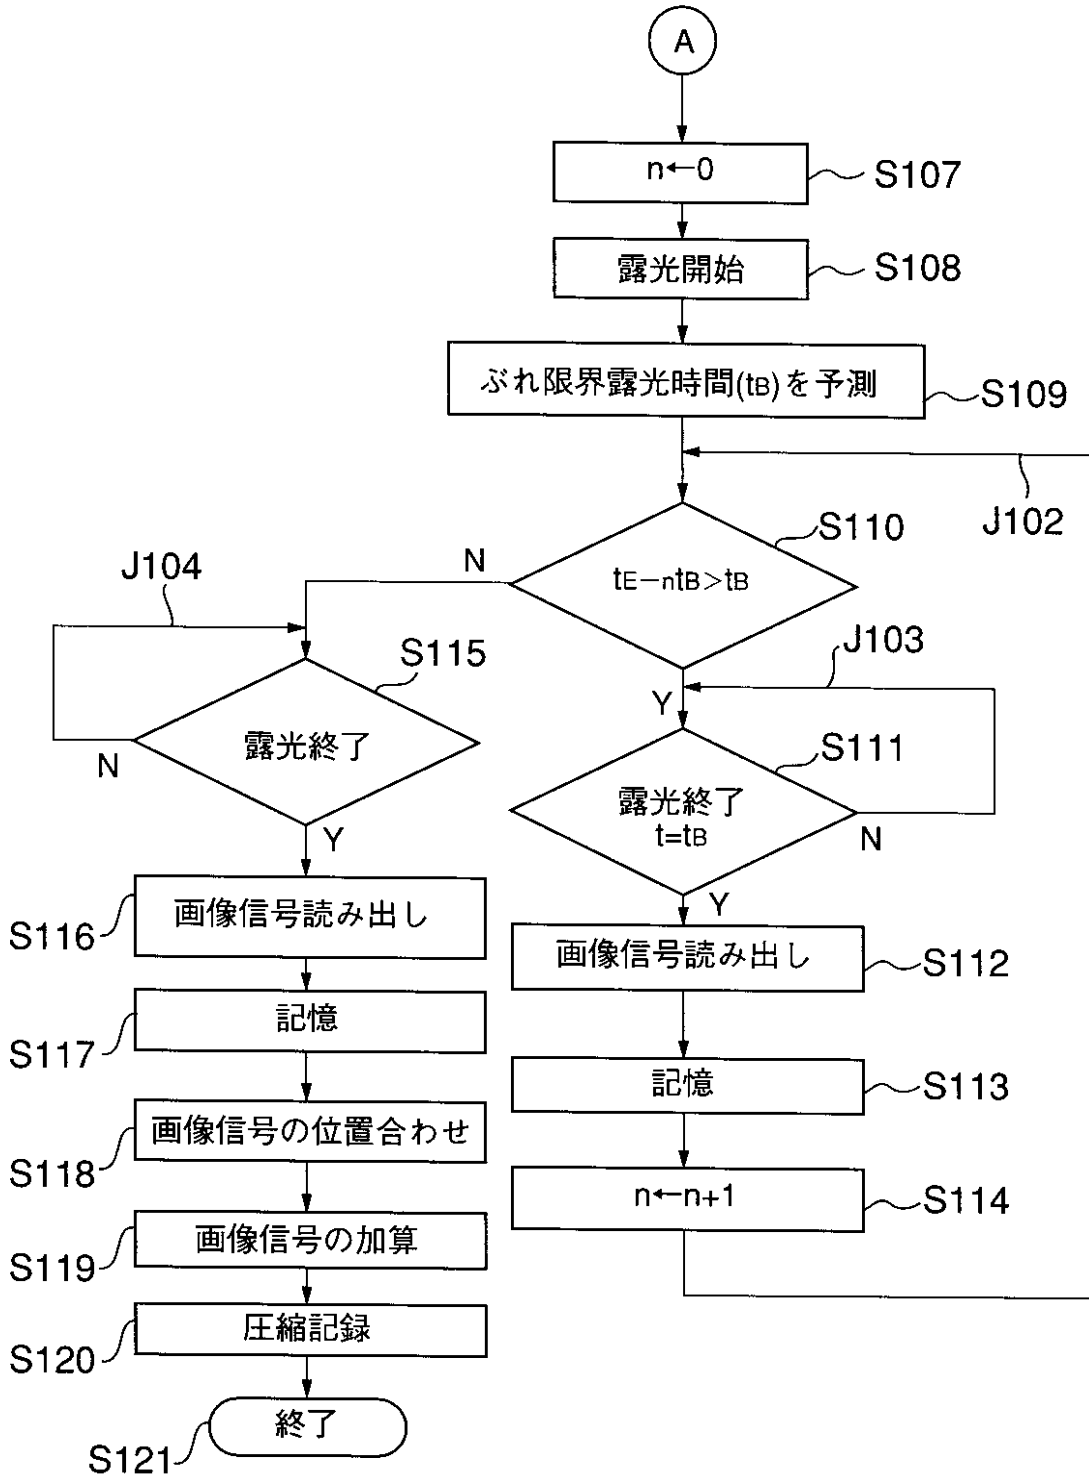 A
n←0
S107
露光開始
S108
ぶれ限界露光時間(tB)を予測
S109
J102
S110
N
tE−ntB>tB
J104
J103
S115
Y
露光終了
N
S111
露光終了
t=tB
N
Y
Y
画像信号読み出し
S116
画像信号読み出し
S112
記憶
S117
記憶
S113
画像信号の位置合わせ
S118
n←n+1
S114
画像信号の加算
S119
圧縮記録
S120
終了
S121